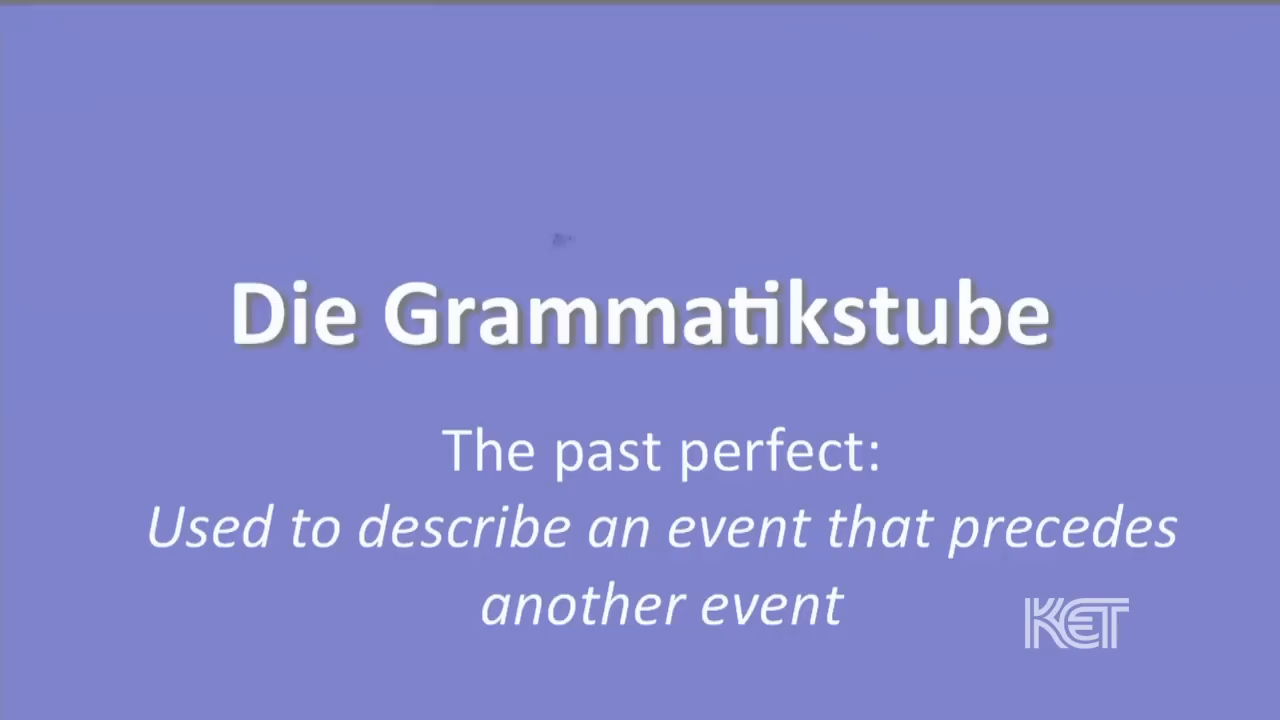 Die Grammatikstube
The past perfect:
Used to describe an event that precedes
another event
KET